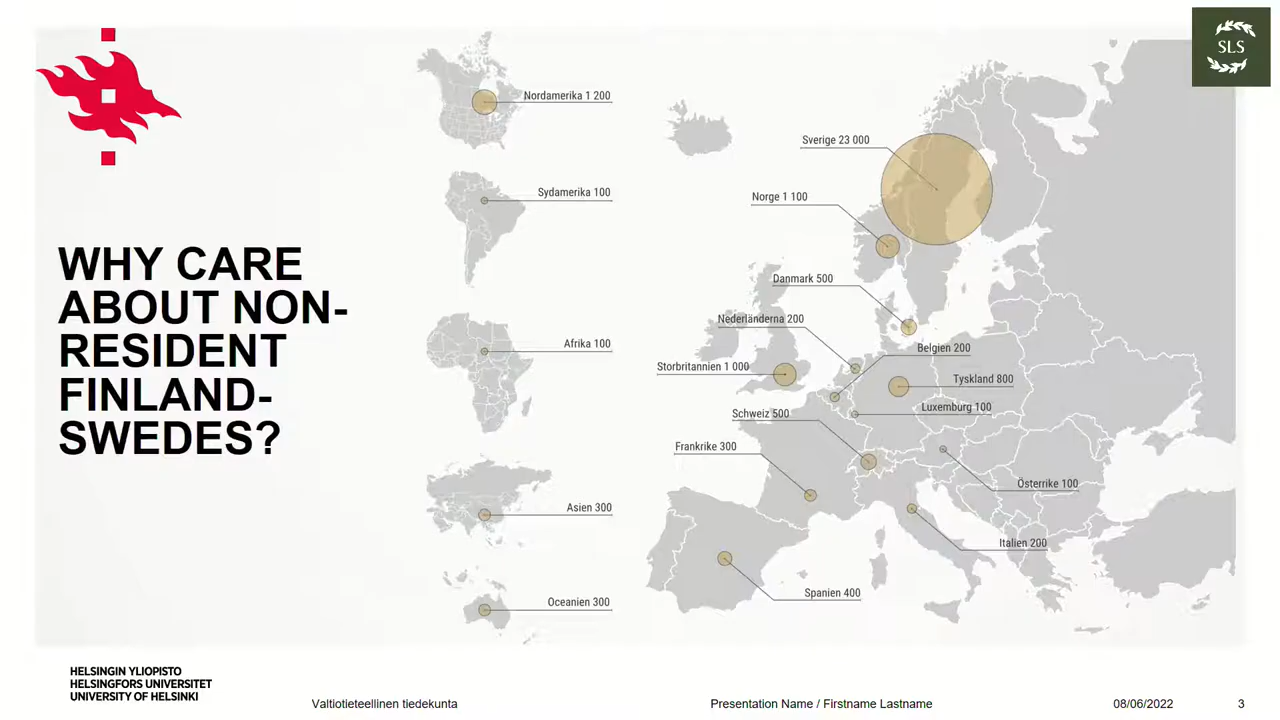 SLS
WHY CARE
ABOUT NON-
RESIDENT
FINLAND-
SWEDES?
Nordamerika 1 200
Sydamerika 100
Afrika 100
Asien 300
Oceanien 300
Sverige 23 000
Norge 1 100
Danmark 500
Nederländerna 200
Belgien 200
Storbritannien 1 000
Tyskland 800
Luxemburg 100
Schweiz 500
Frankrike 300
Österrike 100
Italien 200
Spanien 400
HELSINGIN YLIOPISTO
HELSINGFORS UNIVERSITET
UNIVERSITY OF HELSINKI
Valtiotieteellinen tiedekunta
Presentation Name / Firstname Lastname
08/06/2022
3